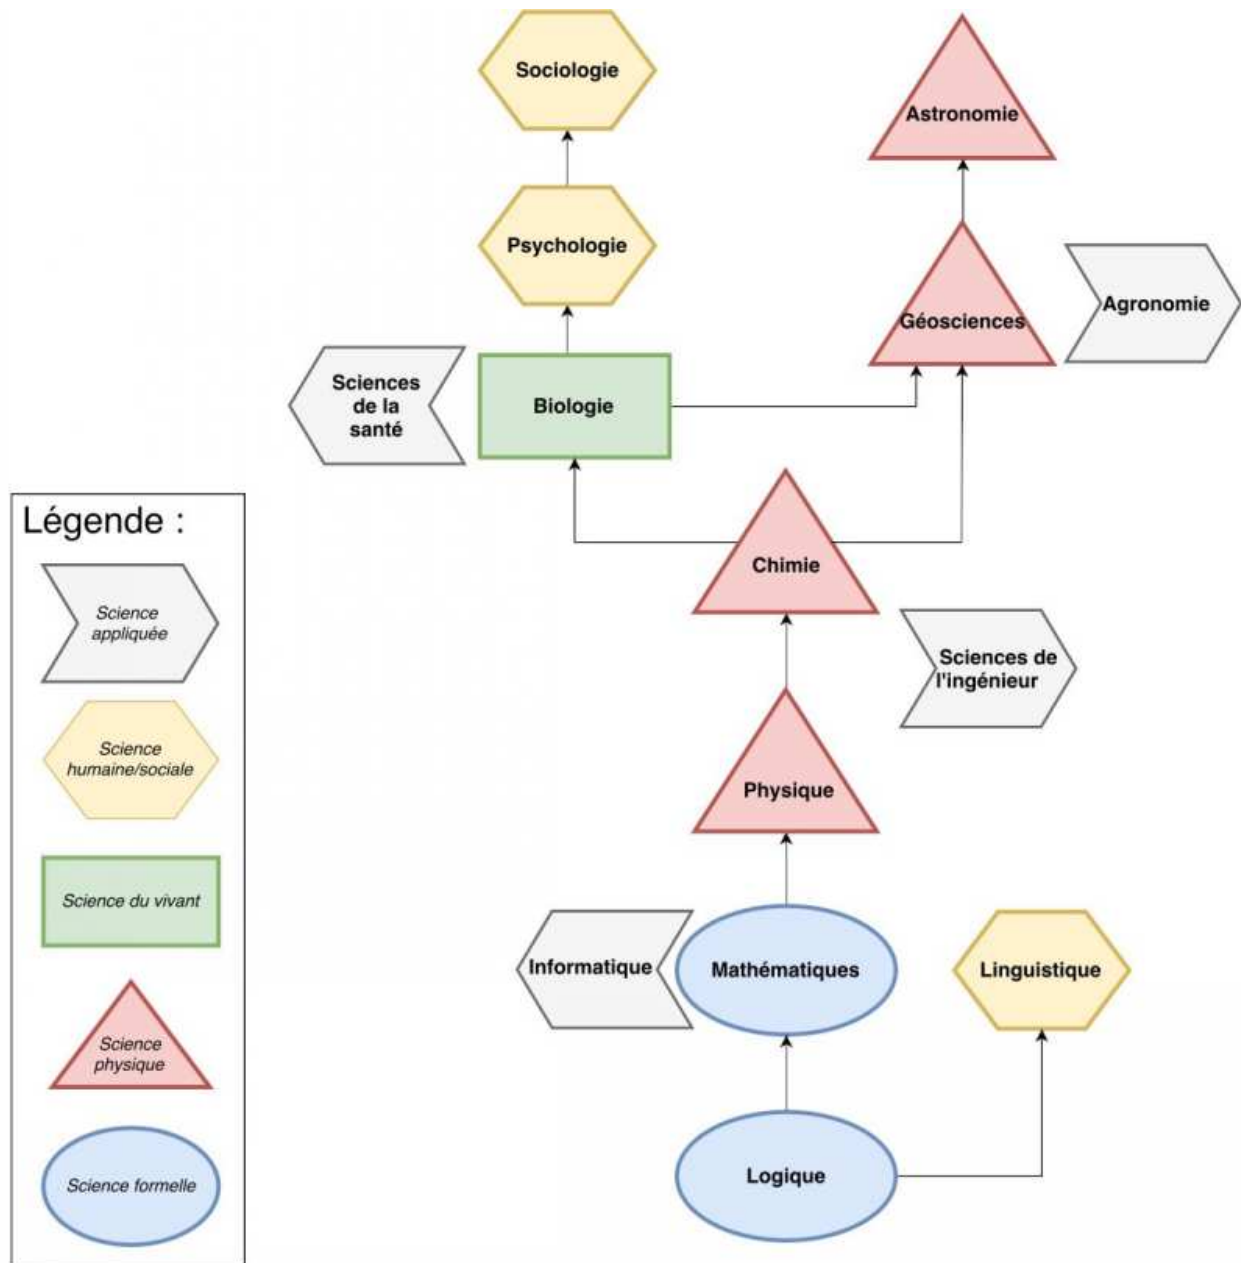 Sociologie
Astronomie
Psychologie
Géosciences
Agronomie
Sciences
de la
santé
Biologie
Chimie
Sciences de
l'ingénieur
Physique
Informatique
Mathématiques
Linguistique
Logique
Légende :
Science
appliquée
Science
humaine/sociale
Science du vivant
Science
physique
Science formelle